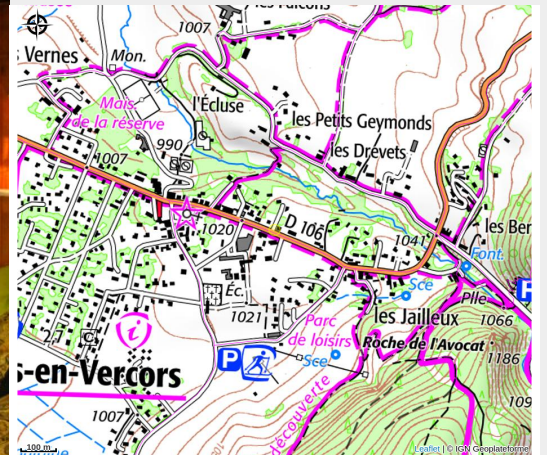 les Falcons
1007
Vernes
Mon.
l'Écluse
Mais.
de la réserve
les Petits Geymonds
990
les Drevets
1007
D 106
1020
1041
les Ber
Font.
Sce
Éc.
1021
P
Plle
1066
les Jailleux
Parc
de loisirs
Roche de l'Avocat
i
C
P
Sce
1186
s-en-Vercors
109
découverte
1007
100 m
Leaflet | © IGN Geoplateforme